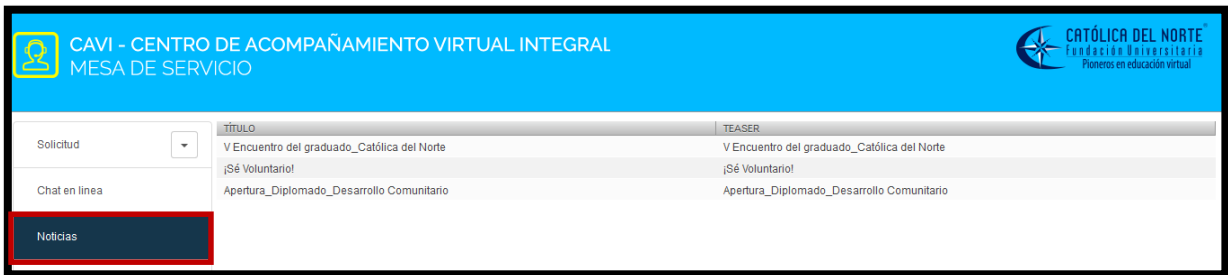 CAVI - CENTRO DE ACOMPAÑAMIENTO VIRTUAL INTEGRAL
MESA DE SERVICIO
CATÓLICA DEL NORTE
Fundación Universitaria
Pioneros en educación virtual
Solicitud
Chat en linea
Noticias
TÍTULO TEASER
V Encuentro del graduado_Católica del Norte V Encuentro del graduado_Católica del Norte
¡Sé Voluntario! ¡Sé Voluntario!
Apertura_Diplomado_Desarrollo Comunitario Apertura_Diplomado_Desarrollo Comunitario